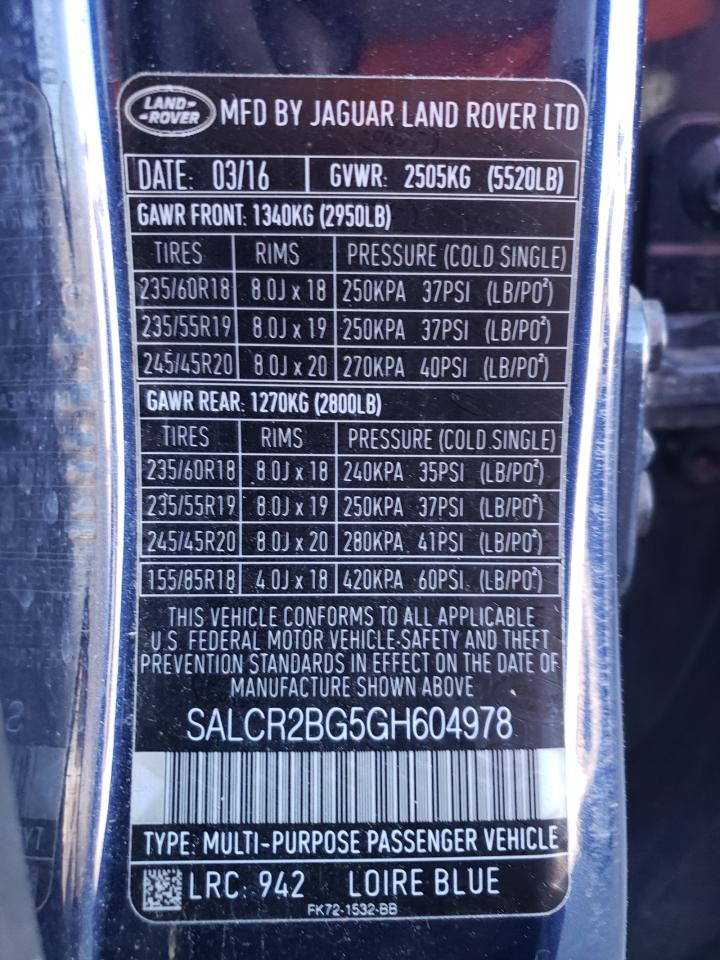 LAND-
-ROVER
MFD BY JAGUAR LAND ROVER LTD
DATE: 03/16 GVWR: 2505KG (5520LB)
GAWR FRONT: 1340KG (2950LB)
TIRES RIMS PRESSURE (COLD SINGLE)
235/60R18 8.0J x 18 250KPA 37PSI (LB/PO²)
235/55R19 8.0J x 19 250KPA 37PSI (LB/PO²)
245/45R20 8.0J x 20 270KPA 40PSI (LB/PO²)
GAWR REAR: 1270KG (2800LB)
TIRES RIMS PRESSURE (COLD SINGLE)
235/60R18 8.0J x 18 240KPA 35PSI (LB/PO²)
235/55R19 8.0J x 19 250KPA 37PSI (LB/PO²)
245/45R20 8.0J x 20 280KPA 41PSI (LB/PO²)
155/85R18 4.0J x 18 420KPA 60PSI (LB/PO²)
THIS VEHICLE CONFORMS TO ALL APPLICABLE
U.S. FEDERAL MOTOR VEHICLE-SAFETY AND THEFT
PREVENTION STANDARDS IN EFFECT ON THE DATE OF
MANUFACTURE SHOWN ABOVE
SALCR2BG5GH604978
TYPE: MULTI-PURPOSE PASSENGER VEHICLE
LRC: 942 LOIRE BLUE
FK72-1532-BB